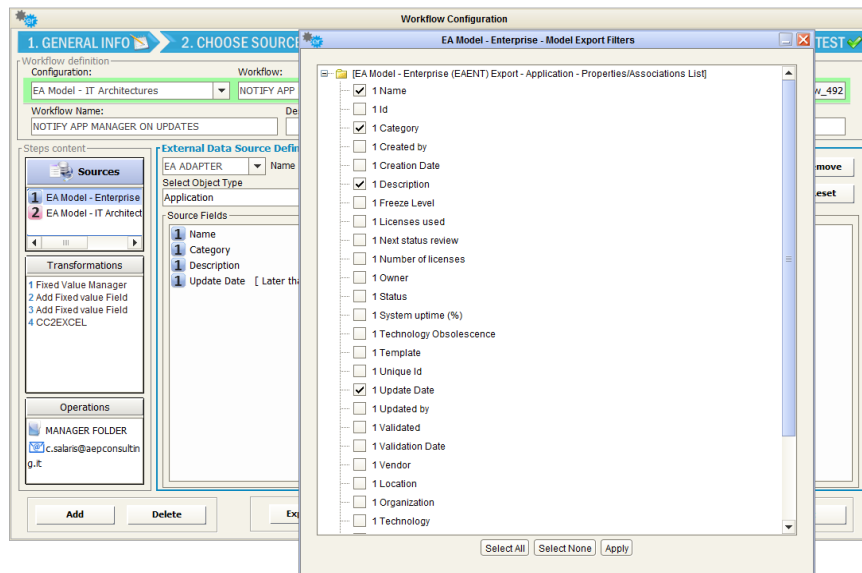 Workflow Configuration
1. GENERAL INFO
2. CHOOSE SOURCE
TEST
Workflow definition
Configuration:
Workflow:
EA Model - IT Architectures
NOTIFY APP
w_492
Workflow Name:
De
NOTIFY APP MANAGER ON UPDATES
Steps content
Sources
1 EA Model - Enterprise
2 EA Model - IT Architect
Transformations
1 Fixed Value Manager
2 Add Fixed value Field
3 Add Fixed value Field
4 CC2EXCEL
Operations
MANAGER FOLDER
c.salaris@aepconsultin
g.it
External Data Source Defin
EA ADAPTER
Name
Select Object Type
Application
Source Fields
1 Name
1 Category
1 Description
1 Update Date [ Later tha
move
eset
Add
Delete
Ex
EA Model - Enterprise - Model Export Filters
[EA Model - Enterprise (EAENT) Export - Application - Properties/Associations List]
1 Name
1 Id
1 Category
1 Created by
1 Creation Date
1 Description
1 Freeze Level
1 Licenses used
1 Next status review
1 Number of licenses
1 Owner
1 Status
1 System uptime (%)
1 Technology Obsolescence
1 Template
1 Unique Id
1 Update Date
1 Updated by
1 Validated
1 Validation Date
1 Vendor
1 Location
1 Organization
1 Technology
Select All
Select None
Apply